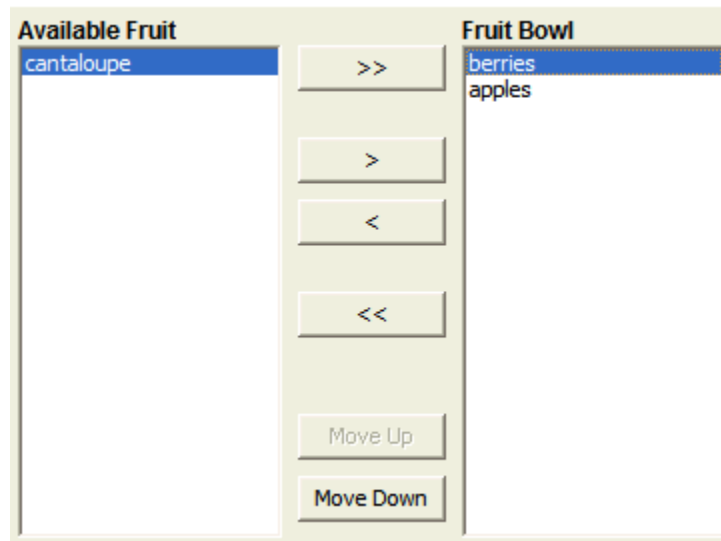 Available Fruit
cantaloupe
>>
>
<
<<
Move Up
Move Down
Fruit Bowl
berries
apples